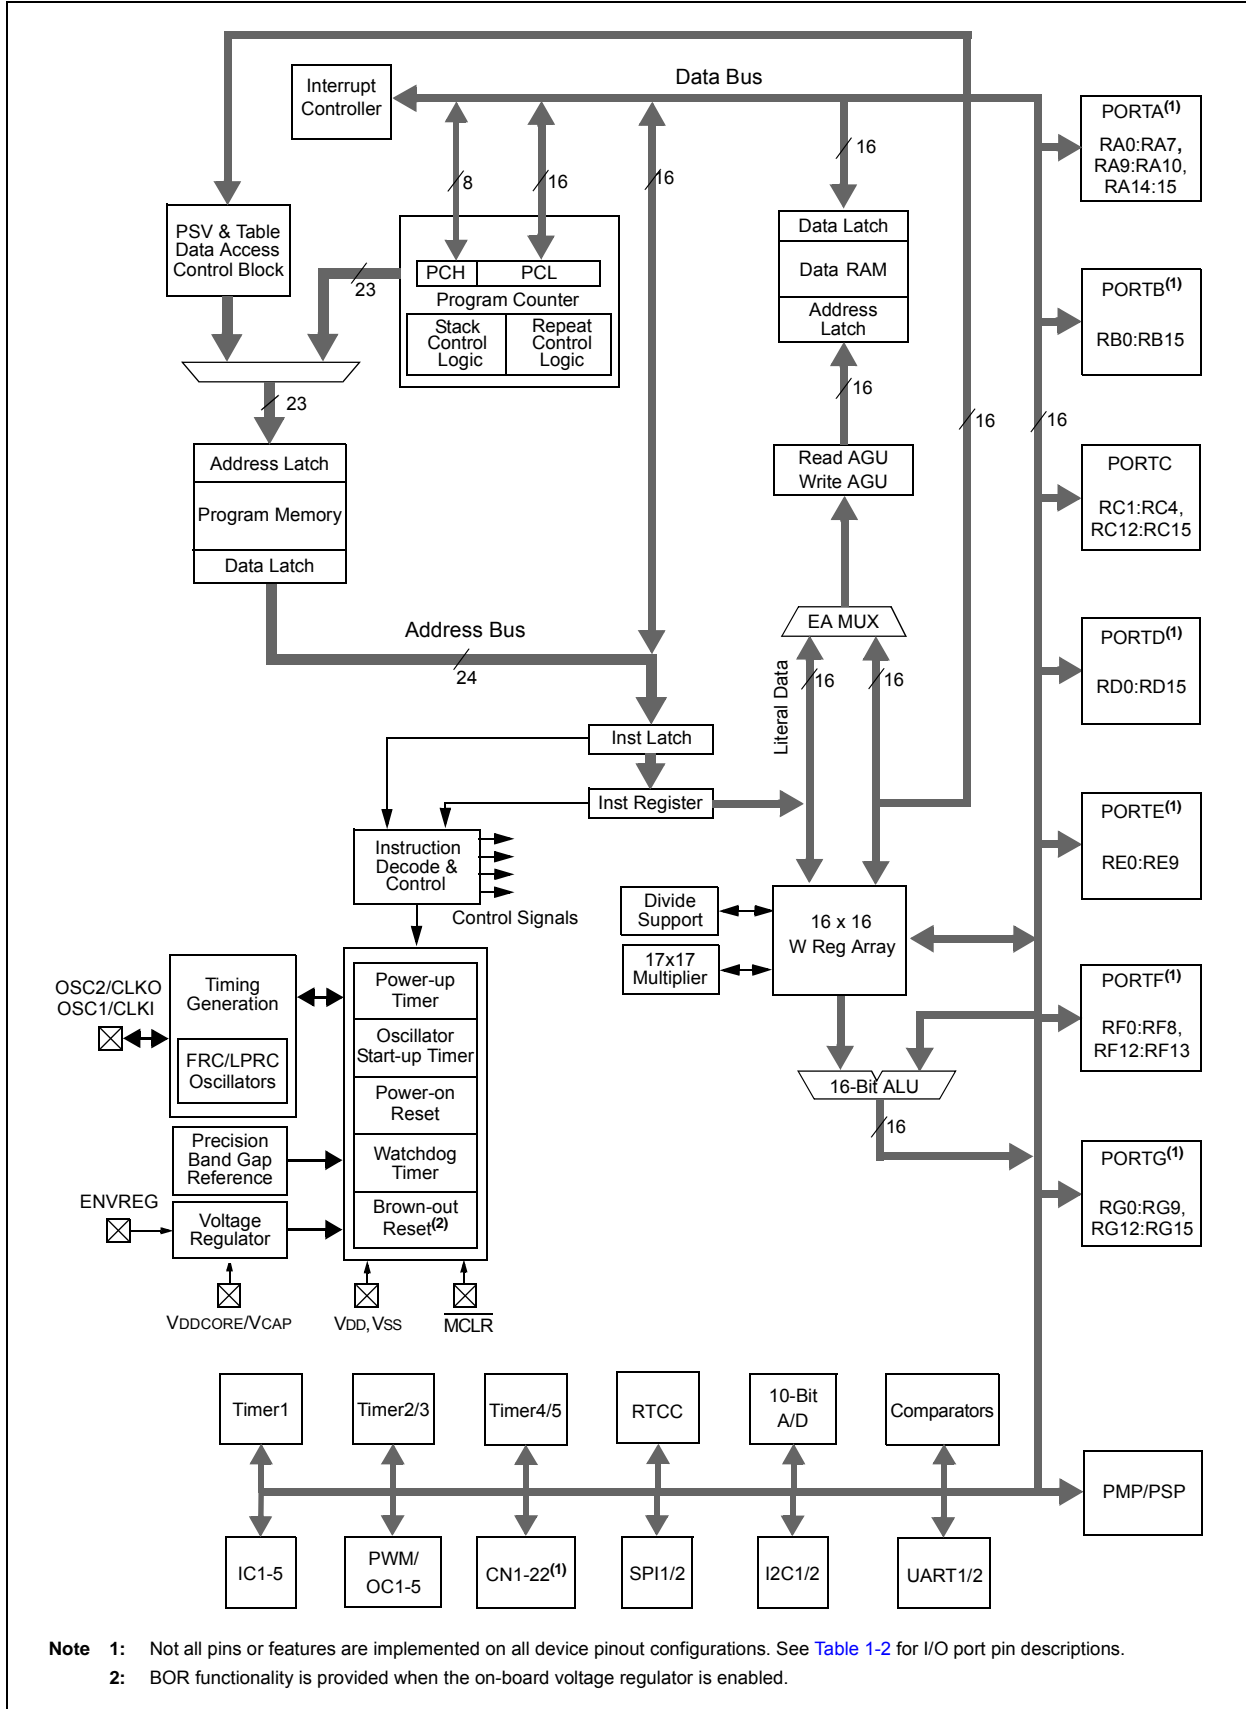 Data Bus
Interrupt
Controller
8
16
16
16
PORTA(1)
RA0:RA7,
RA9:RA10,
RA14:15
PSV & Table
Data Access
Control Block
23
PCH
PCL
Program Counter
Stack
Control
Logic
Repeat
Control
Logic
Data Latch
Data RAM
Address
Latch
PORTB(1)
RB0:RB15
23
16
16
16
Address Latch
Program Memory
Data Latch
Read AGU
Write AGU
PORTC
RC1:RC4,
RC12:RC15
Address Bus
24
EA MUX
Literal Data
16
16
PORTD(1)
RD0:RD15
Inst Latch
Inst Register
PORTE(1)
RE0:RE9
Instruction
Decode &
Control
Control Signals
Divide
Support
17x17
Multiplier
16 x 16
W Reg Array
OSC2/CLKO
OSC1/CLKI
Timing
Generation
FRC/LPRC
Oscillators
Power-up
Timer
Oscillator
Start-up Timer
Power-on
Reset
Watchdog
Timer
Brown-out
Reset(2)
PORTF(1)
RF0:RF8,
RF12:RF13
16-Bit ALU
16
Precision
Band Gap
Reference
ENVREG
Voltage
Regulator
PORTG(1)
RG0:RG9,
RG12:RG15
VDDCORE/VCAP
VDD, VSS
MCLR
Timer1
Timer2/3
Timer4/5
RTCC
10-Bit
A/D
Comparators
PMP/PSP
IC1-5
PWM/
OC1-5
CN1-22(1)
SPI1/2
I2C1/2
UART1/2
Note 1: Not all pins or features are implemented on all device pinout configurations. See Table 1-2 for I/O port pin descriptions.
2: BOR functionality is provided when the on-board voltage regulator is enabled.